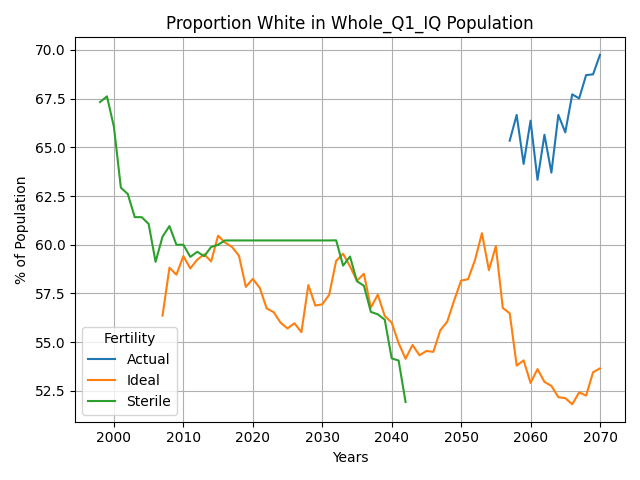 Proportion White in Whole_Q1_IQ Population
% of Population
70.0
67.5
65.0
62.5
60.0
57.5
55.0
52.5
Fertility
Actual
Ideal
Sterile
2000 2010 2020 2030 2040 2050 2060 2070
Years